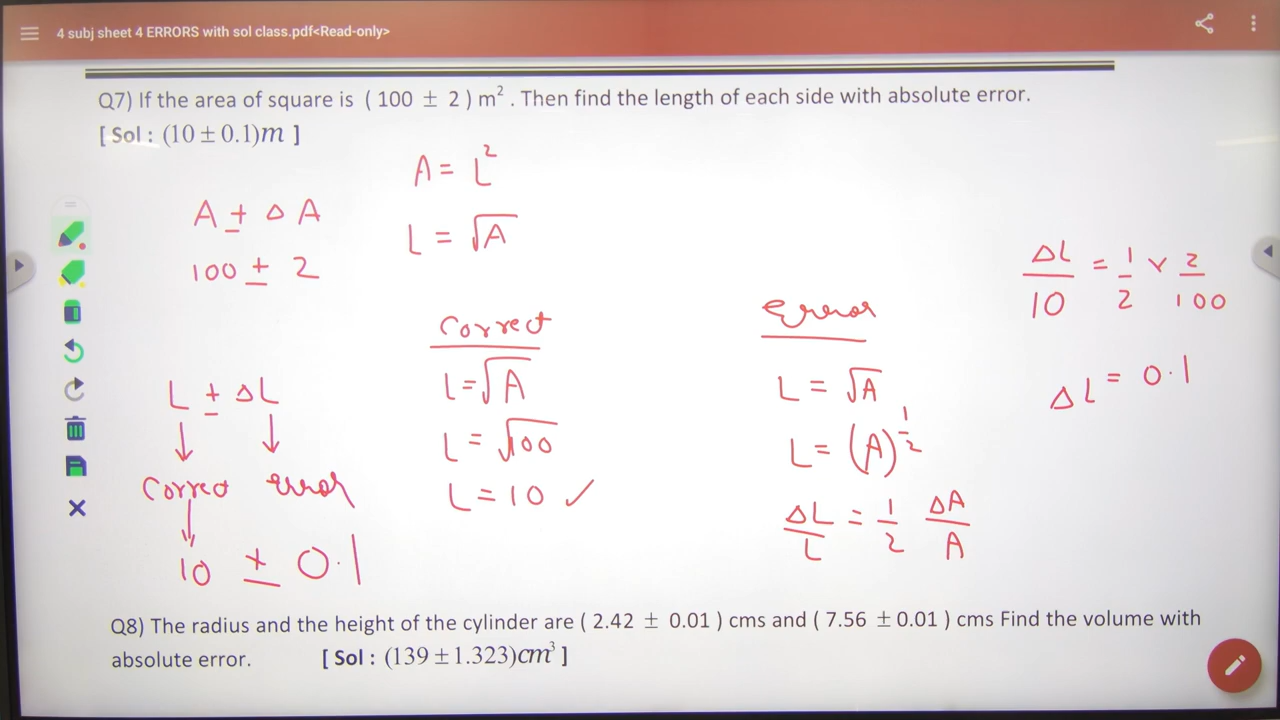 4 subj sheet 4 ERRORS with sol class.pdf<Read-only>
Q7) If the area of square is ( 100 ± 2 ) m². Then find the length of each side with absolute error.
[ Sol : (10 ± 0.1)m ]
A ± Δ A
100 ± 2
L ± ΔL
↓ ↓
Correct error
↓
10 ± 0.1
A = L²
L = √A
Correct
L = √A
L = √100
L = 10 ✓
Error
L = √A
L = (A)^1/2
ΔL/L = 1/2 ΔA/A
ΔL/10 = 1/2 × 2/100
ΔL = 0.1
Q8) The radius and the height of the cylinder are ( 2.42 ± 0.01 ) cms and ( 7.56 ± 0.01 ) cms Find the volume with
absolute error. [ Sol : (139 ± 1.323)cm³ ]